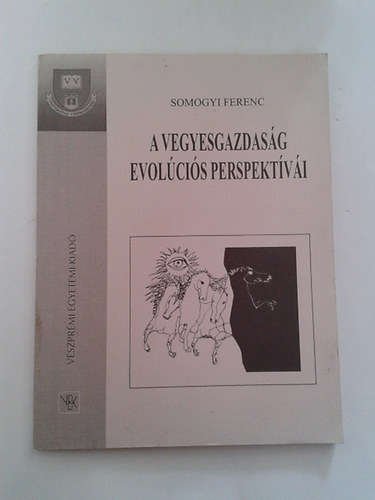 SOMOGYI FERENC
A VEGYESGAZDASÁG
EVOLÚCIÓS PERSPEKTÍVÁI
VESZPRÉMI EGYETEMI KIADÓ